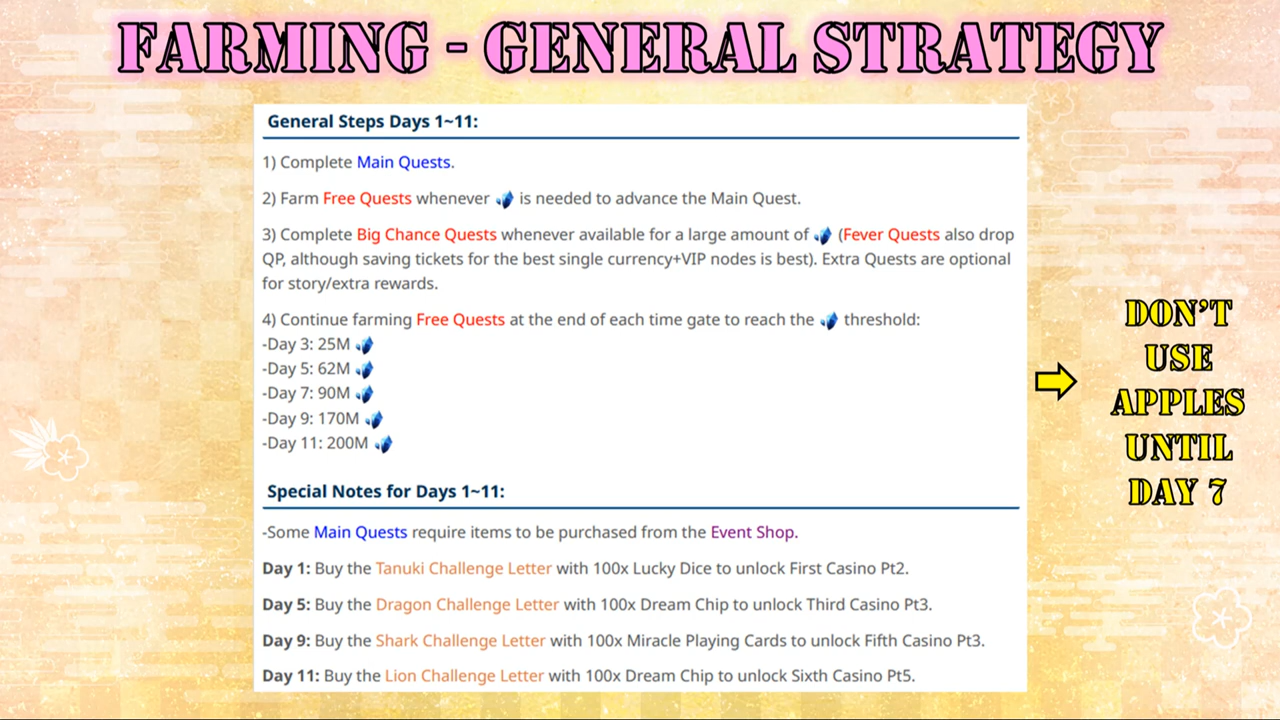 FARMING - GENERAL STRATEGY
General Steps Days 1~11:
1) Complete Main Quests.
2) Farm Free Quests whenever is needed to advance the Main Quest.
3) Complete Big Chance Quests whenever available for a large amount of (Fever Quests also drop
QP, although saving tickets for the best single currency+VIP nodes is best). Extra Quests are optional
for story/extra rewards.
4) Continue farming Free Quests at the end of each time gate to reach the threshold:
-Day 3: 25M
-Day 5: 62M
-Day 7: 90M
-Day 9: 170M
-Day 11: 200M
DON'T
USE
APPLES
UNTIL
DAY 7
Special Notes for Days 1~11:
-Some Main Quests require items to be purchased from the Event Shop.
Day 1: Buy the Tanuki Challenge Letter with 100x Lucky Dice to unlock First Casino Pt2.
Day 5: Buy the Dragon Challenge Letter with 100x Dream Chip to unlock Third Casino Pt3.
Day 9: Buy the Shark Challenge Letter with 100x Miracle Playing Cards to unlock Fifth Casino Pt3.
Day 11: Buy the Lion Challenge Letter with 100x Dream Chip to unlock Sixth Casino Pt5.